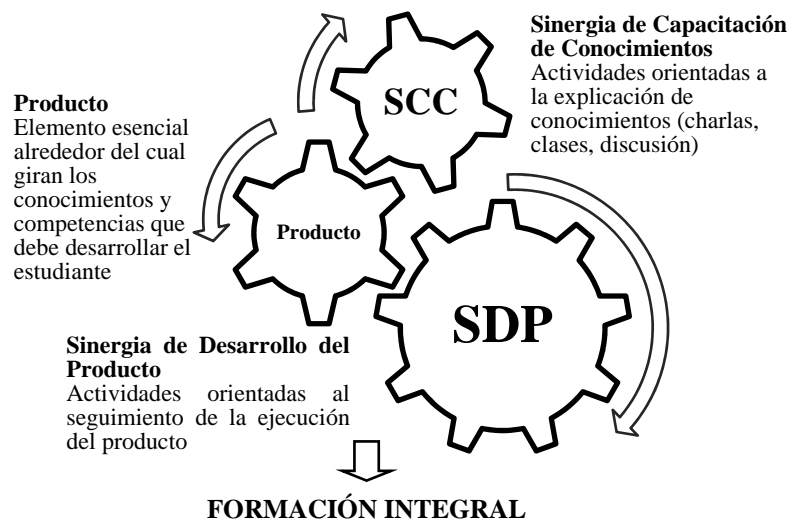 Sinergia de Capacitación
de Conocimientos
Actividades orientadas a
la explicación de
conocimientos (charlas,
clases, discusión)
SCC
Producto
Elemento esencial
alrededor del cual
giran los
conocimientos y
competencias que
debe desarrollar el
estudiante
Producto
SDP
Sinergia de Desarrollo del
Producto
Actividades orientadas al
seguimiento de la ejecución
del producto
FORMACIÓN INTEGRAL